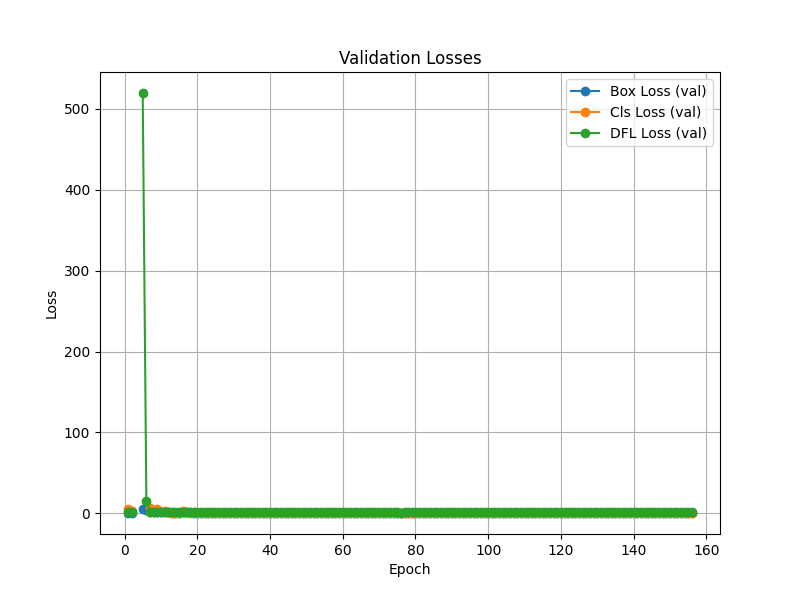 Validation Losses
Box Loss (val)
Cls Loss (val)
DFL Loss (val)
Loss
500
400
300
200
100
0
0 20 40 60 80 100 120 140 160
Epoch